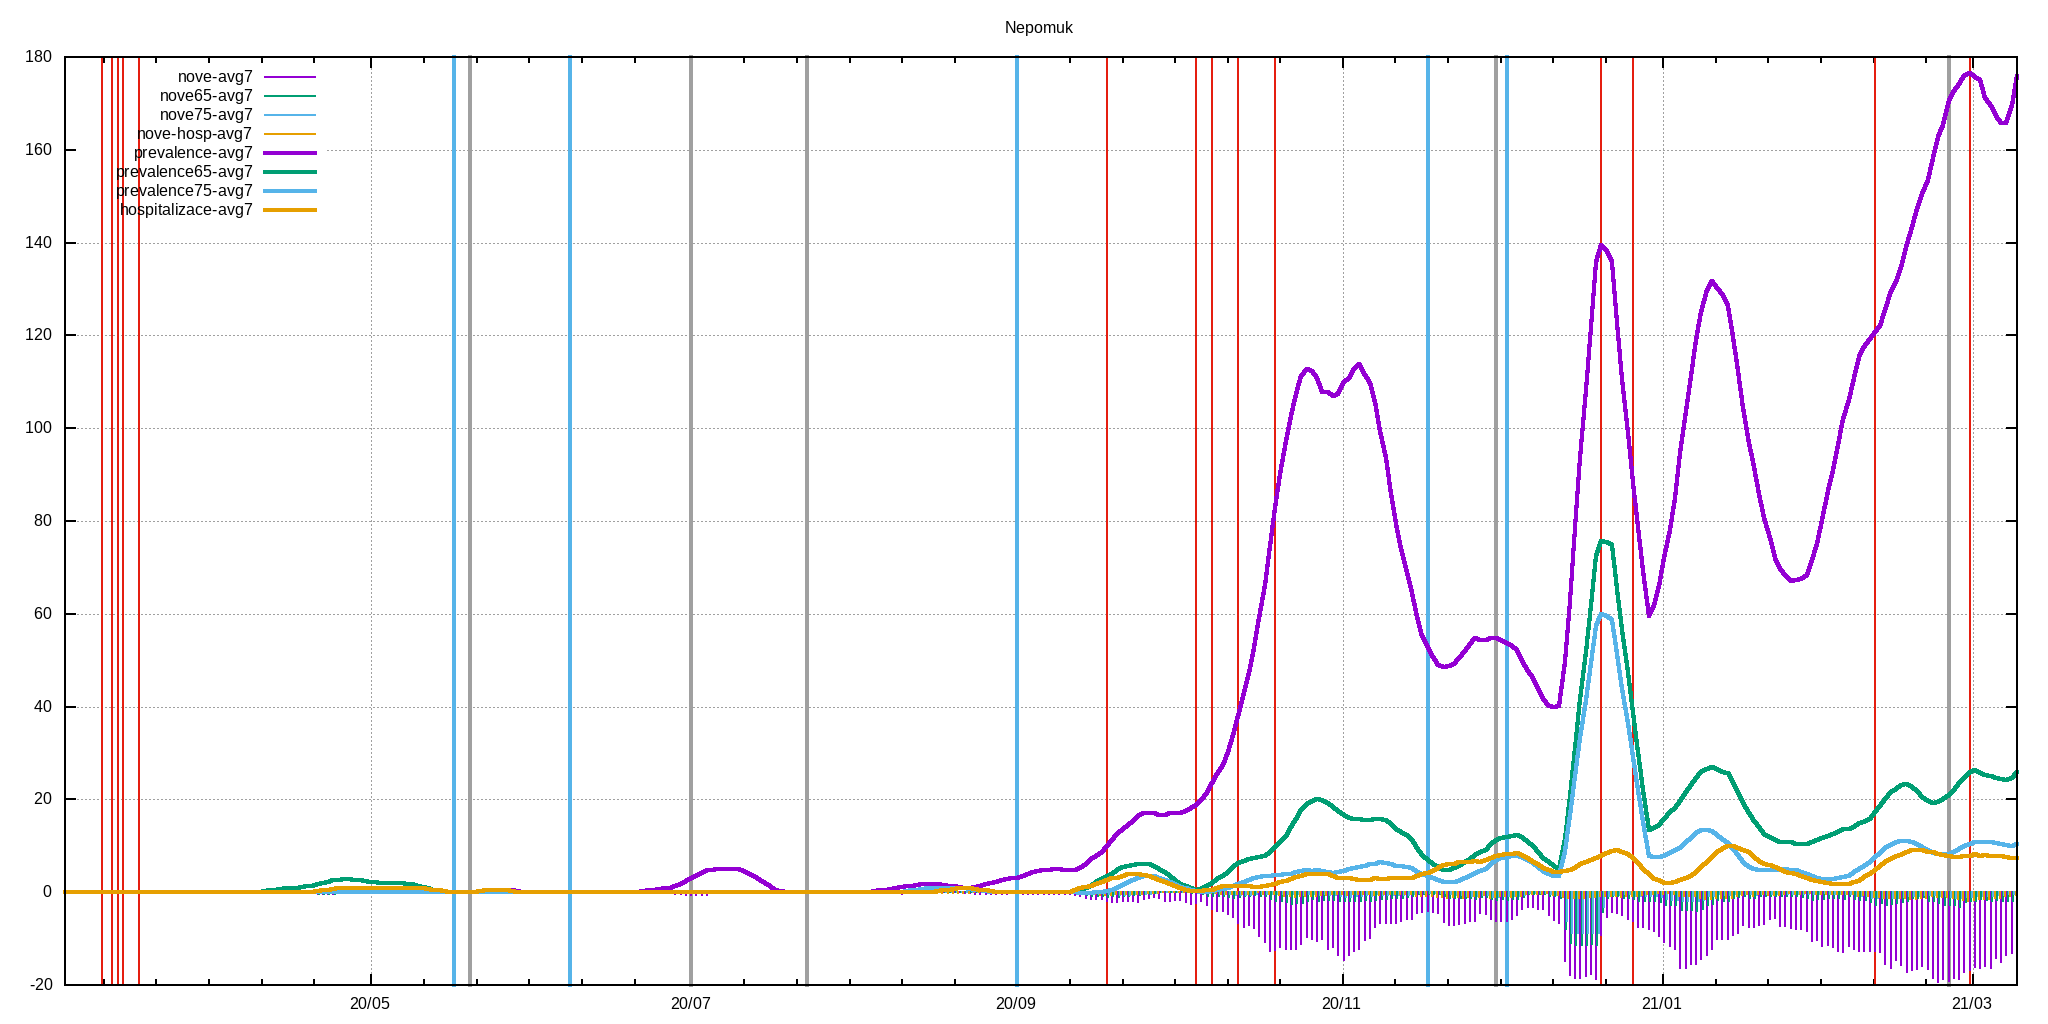 Nepomuk
180
160
140
120
100
80
60
40
20
0
-20
nove-avg7
nove65-avg7
nove75-avg7
nove-hosp-avg7
prevalence-avg7
prevalence65-avg7
prevalence75-avg7
hospitalizace-avg7
20/05 20/07 20/09 20/11 21/01 21/03